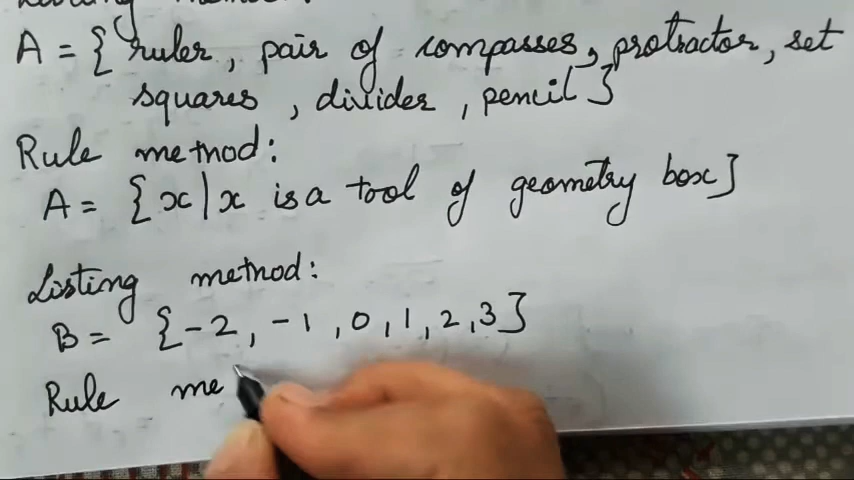 method:
A = { ruler, pair of compasses, protractor, set
squares, divider, pencil }
Rule method:
A = { x | x is a tool of geometry box }
Listing method:
B = { -2, -1, 0, 1, 2, 3 }
Rule me